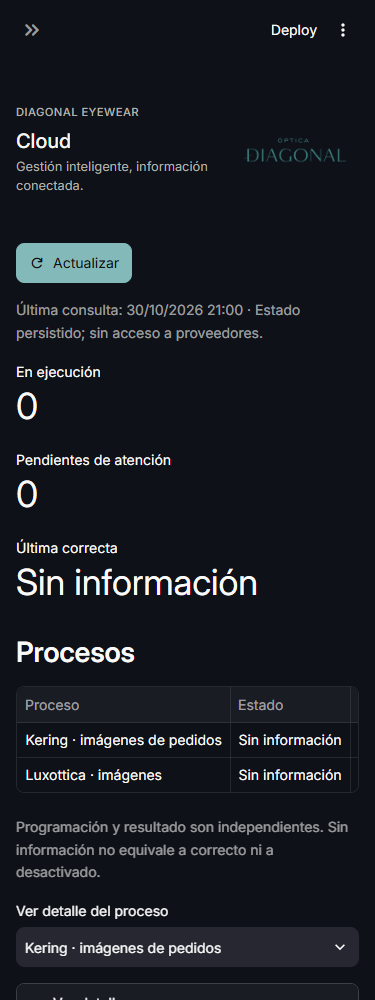 Deploy
DIAGONAL EYEWEAR
Cloud
Gestión inteligente, información
conectada.
OPTICA
DIAGONAL
Actualizar
Última consulta: 30/10/2026 21:00 · Estado
persistido; sin acceso a proveedores.
En ejecución
0
Pendientes de atención
0
Última correcta
Sin información
Procesos
Proceso Estado
Kering · imágenes de pedidos Sin información
Luxottica · imágenes Sin información
Programación y resultado son independientes. Sin
información no equivale a correcto ni a
desactivado.
Ver detalle del proceso
Kering · imágenes de pedidos